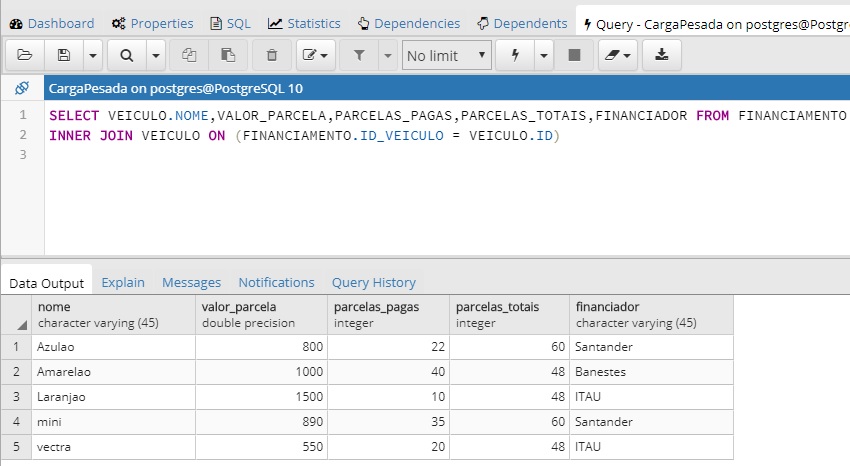 Dashboard Properties SQL Statistics Dependencies Dependents Query - CargaPesada on postgres@Postgr
No limit
CargaPesada on postgres@PostgreSQL 10
1 SELECT VEICULO.NOME,VALOR_PARCELA,PARCELAS_PAGAS,PARCELAS_TOTAIS,FINANCIADOR FROM FINANCIAMENTO
2 INNER JOIN VEICULO ON (FINANCIAMENTO.ID_VEICULO = VEICULO.ID)
3
Data Output Explain Messages Notifications Query History
nome valor_parcela parcelas_pagas parcelas_totais financiador
character varying (45) double precision integer integer character varying (45)
1 Azulao 800 22 60 Santander
2 Amarelao 1000 40 48 Banestes
3 Laranjao 1500 10 48 ITAU
4 mini 890 35 60 Santander
5 vectra 550 20 48 ITAU